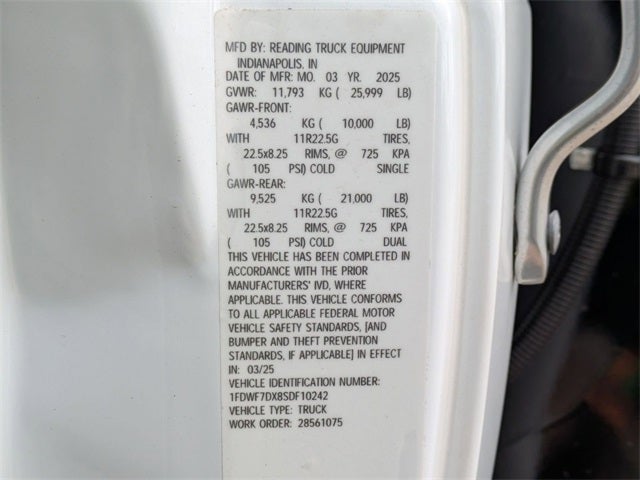 MFD BY: READING TRUCK EQUIPMENT
INDIANAPOLIS, IN
DATE OF MFR: MO. 03 YR. 2025
GVWR: 11,793 KG ( 25,999 LB)
GAWR-FRONT:
4,536 KG ( 10,000 LB)
WITH 11R22.5G TIRES,
22.5x8.25 RIMS, @ 725 KPA
( 105 PSI) COLD SINGLE
GAWR-REAR:
9,525 KG ( 21,000 LB)
WITH 11R22.5G TIRES,
22.5x8.25 RIMS, @ 725 KPA
( 105 PSI) COLD DUAL
THIS VEHICLE HAS BEEN COMPLETED IN
ACCORDANCE WITH THE PRIOR
MANUFACTURERS' IVD, WHERE
APPLICABLE. THIS VEHICLE CONFORMS
TO ALL APPLICABLE FEDERAL MOTOR
VEHICLE SAFETY STANDARDS, [AND
BUMPER AND THEFT PREVENTION
STANDARDS, IF APPLICABLE] IN EFFECT
IN: 03/25
VEHICLE IDENTIFICATION NUMBER:
1FDWF7DX8SDF10242
VEHICLE TYPE: TRUCK
WORK ORDER: 28561075